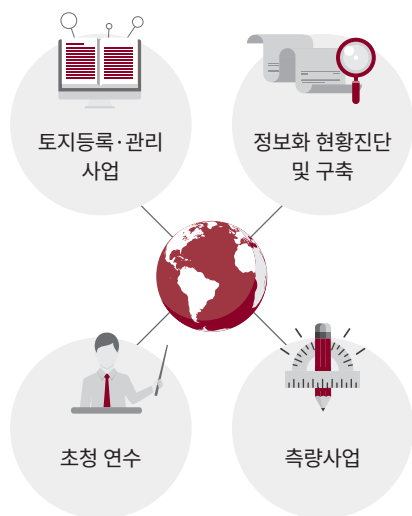 토지등록·관리
사업
정보화 현황진단
및 구축
초청 연수
측량사업